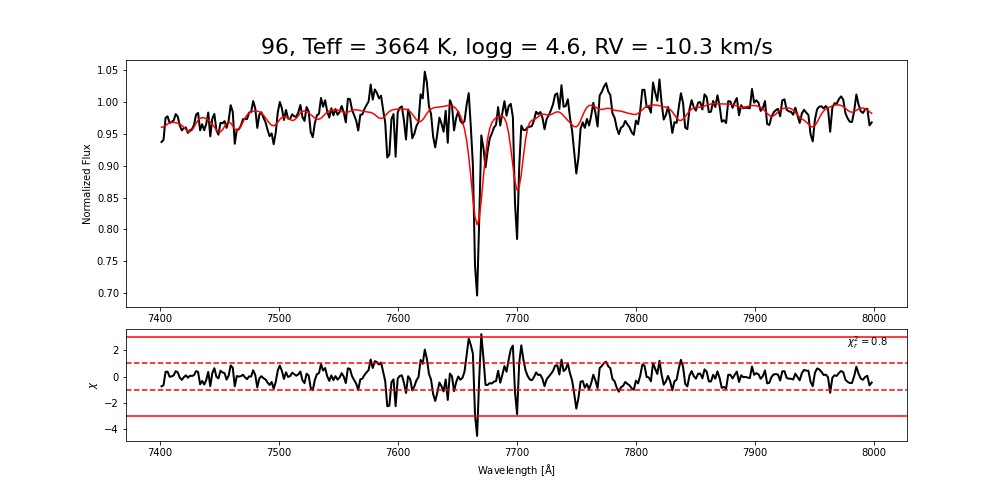 96, Teff = 3664 K, logg = 4.6, RV = -10.3 km/s
1.05
1.00
0.95
0.90
0.85
0.80
0.75
0.70
Normalized Flux
7400 7500 7600 7700 7800 7900 8000
χ²ᵣ = 0.8
2
0
−2
−4
χ
7400 7500 7600 7700 7800 7900 8000
Wavelength [Å]